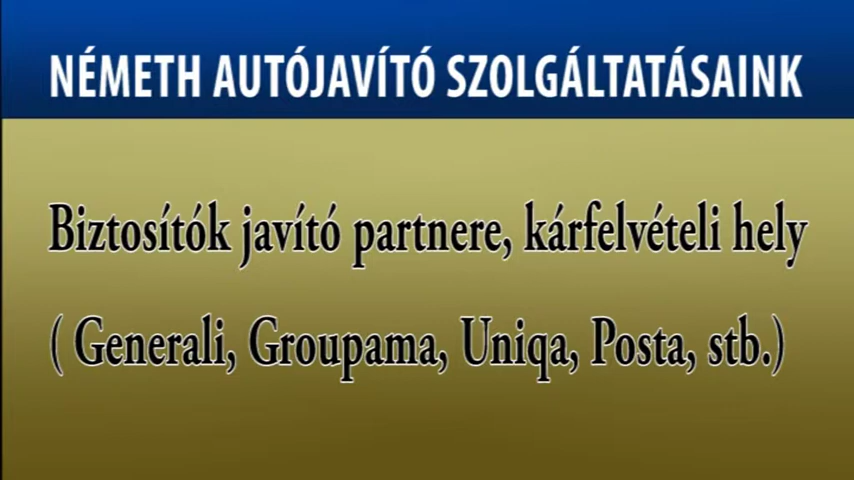 NÉMETH AUTÓJAVÍTÓ SZOLGÁLTATÁSAINK
Biztosítók javító partnere, kárfelvételi hely
( Generali, Groupama, Uniqa, Posta, stb.)